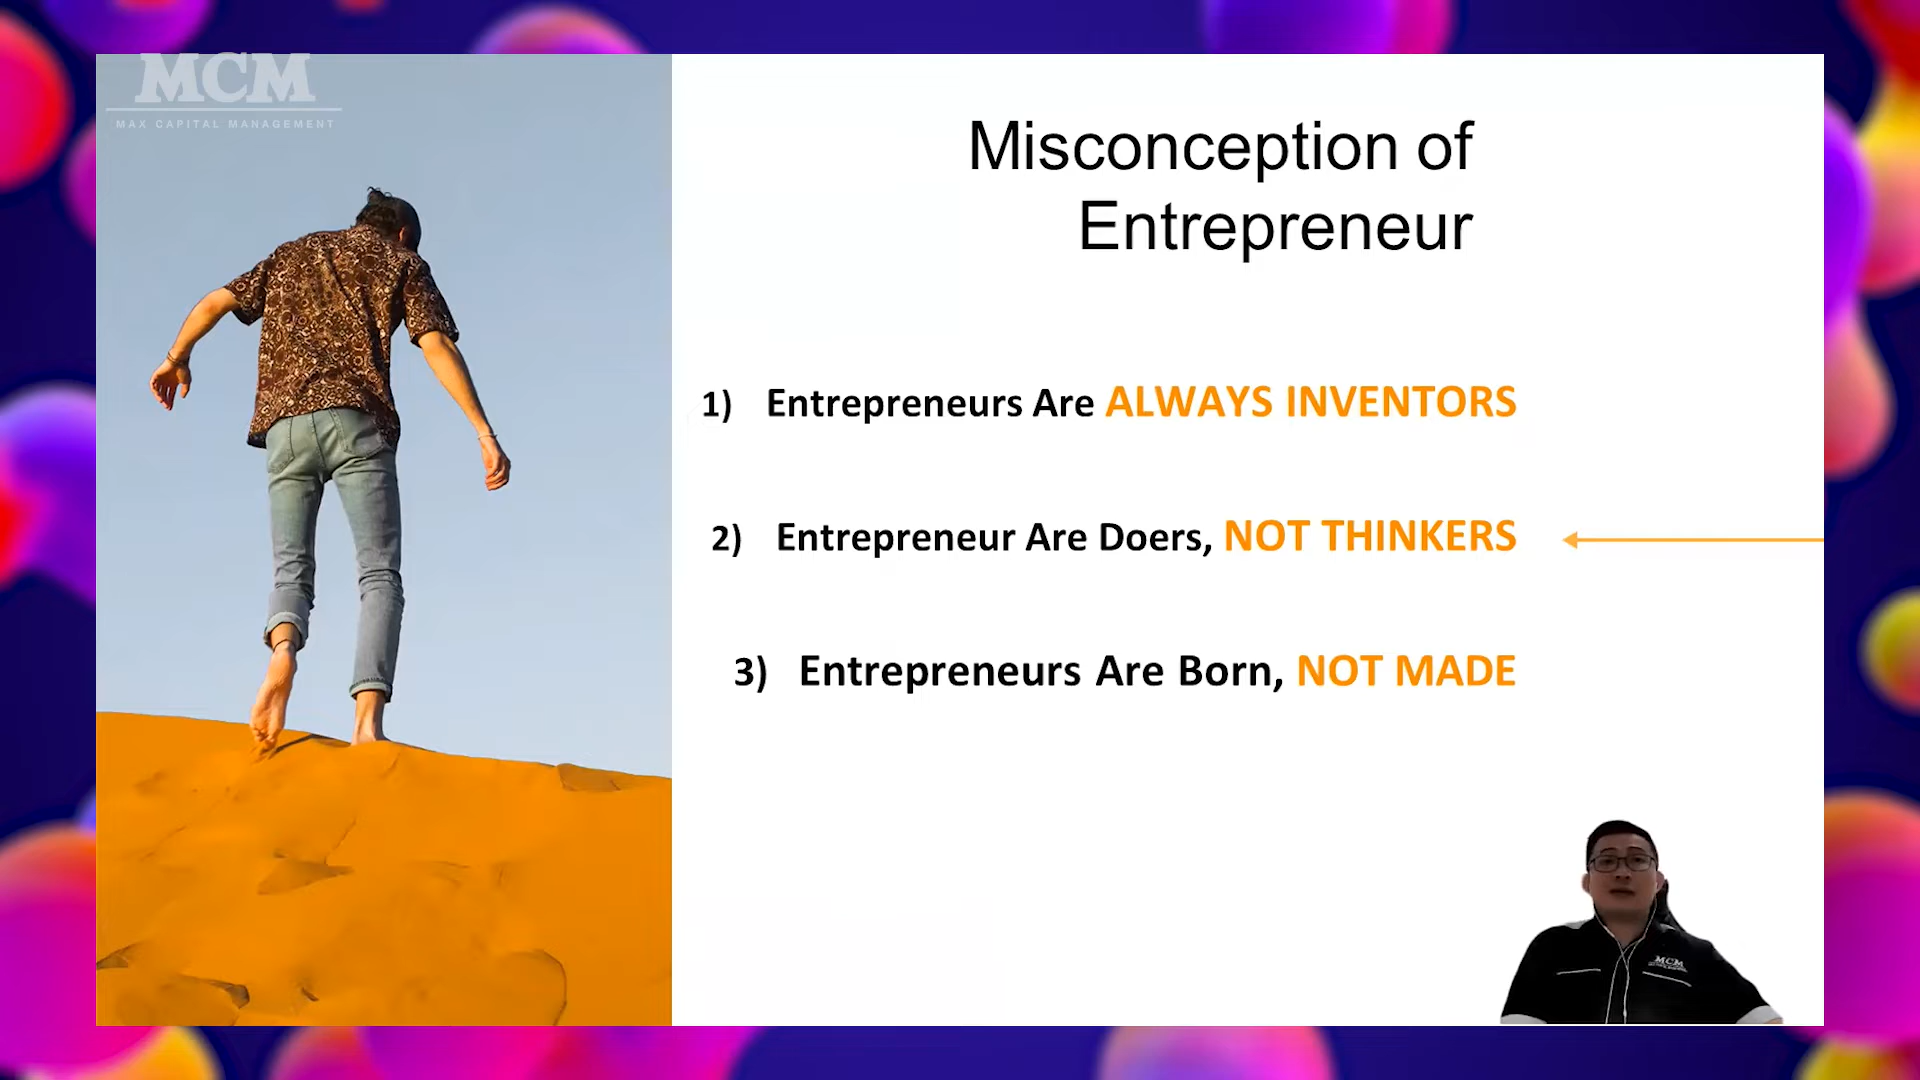 MCM
MAX CAPITAL MANAGEMENT
Misconception of
Entrepreneur
1) Entrepreneurs Are ALWAYS INVENTORS
2) Entrepreneur Are Doers, NOT THINKERS
3) Entrepreneurs Are Born, NOT MADE
MCM